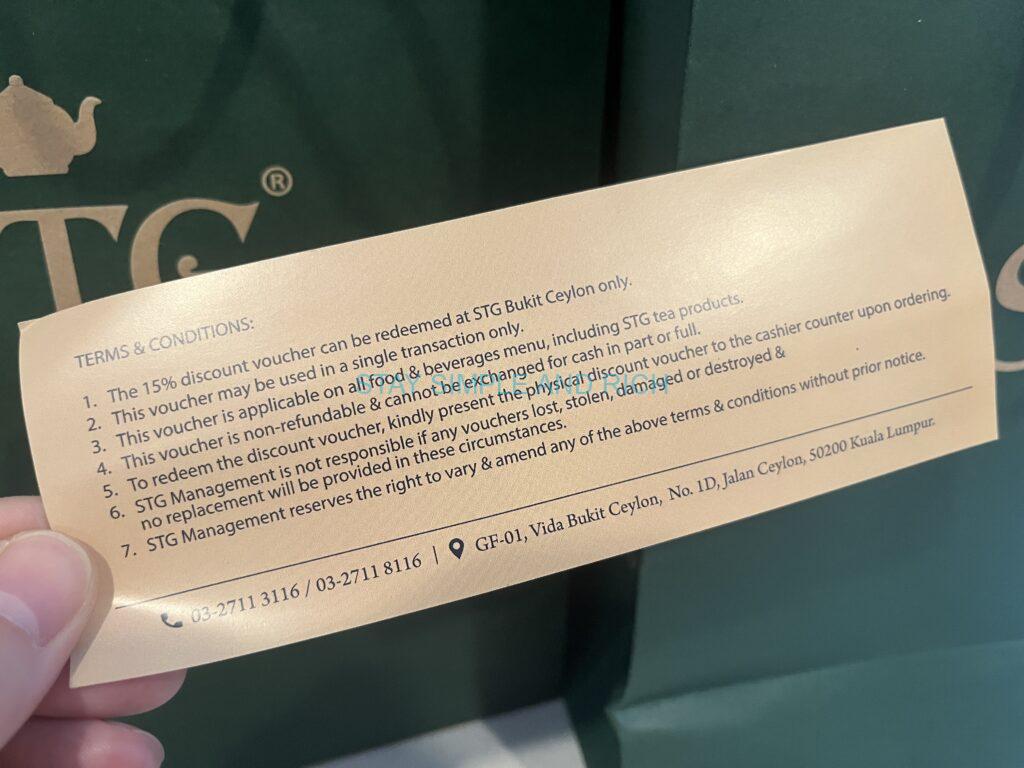 TG®
TERMS & CONDITIONS:
1. The 15% discount voucher can be redeemed at STG Bukit Ceylon only.
2. This voucher may be used in a single transaction only.
3. This voucher is applicable on all food & beverages menu, including STG tea products.
4. This voucher is non-refundable & cannot be exchanged for cash in part or full.
5. To redeem the discount voucher, kindly present the physical discount voucher to the cashier counter upon ordering.
6. STG Management is not responsible if any vouchers lost, stolen, damaged or destroyed &
no replacement will be provided in these circumstances.
7. STG Management reserves the right to vary & amend any of the above terms & conditions without prior notice.
03-2711 3116 / 03-2711 8116 | GF-01, Vida Bukit Ceylon, No. 1D, Jalan Ceylon, 50200 Kuala Lumpur.
STAY SIMPLE AND RICH
S